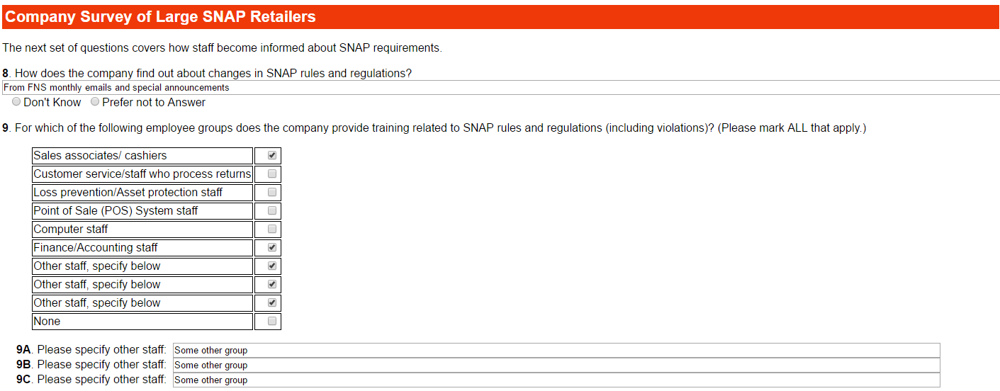 Company Survey of Large SNAP Retailers
The next set of questions covers how staff become informed about SNAP requirements.
8. How does the company find out about changes in SNAP rules and regulations?
From FNS monthly emails and special announcements
Don't Know Prefer not to Answer
9. For which of the following employee groups does the company provide training related to SNAP rules and regulations (including violations)? (Please mark ALL that apply.)
Sales associates/ cashiers
Customer service/staff who process returns
Loss prevention/Asset protection staff
Point of Sale (POS) System staff
Computer staff
Finance/Accounting staff
Other staff, specify below
Other staff, specify below
Other staff, specify below
None
9A. Please specify other staff: Some other group
9B. Please specify other staff: Some other group
9C. Please specify other staff: Some other group